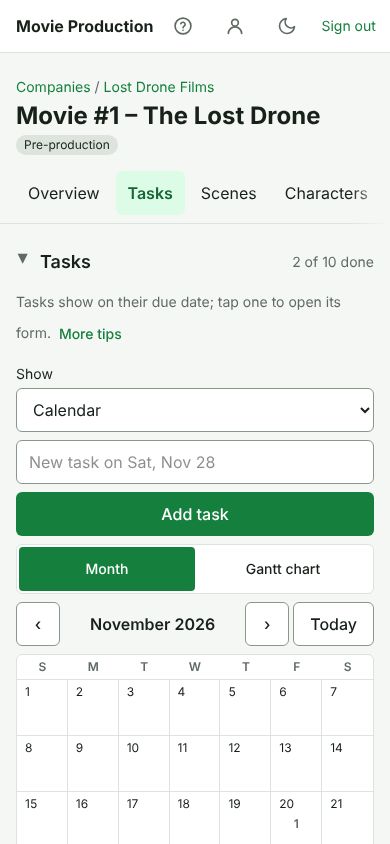 Movie Production Sign out
Companies / Lost Drone Films
Movie #1 – The Lost Drone
Pre-production
Overview Tasks Scenes Characters
▼ Tasks 2 of 10 done
Tasks show on their due date; tap one to open its
form. More tips
Show
Calendar
New task on Sat, Nov 28
Add task
Month Gantt chart
‹ November 2026 › Today
S M T W T F S
1 2 3 4 5 6 7
8 9 10 11 12 13 14
15 16 17 18 19 20 21
1